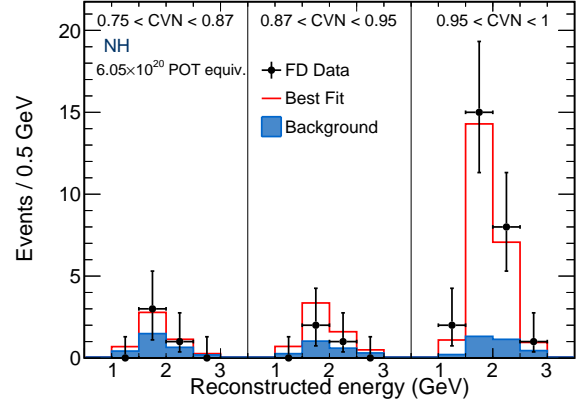 0.75 < CVN < 0.87
0.87 < CVN < 0.95
0.95 < CVN < 1
NH
6.05×10²⁰ POT equiv.
FD Data
Best Fit
Background
Events / 0.5 GeV
20
15
10
5
0
1 2 3 1 2 3 1 2 3
Reconstructed energy (GeV)